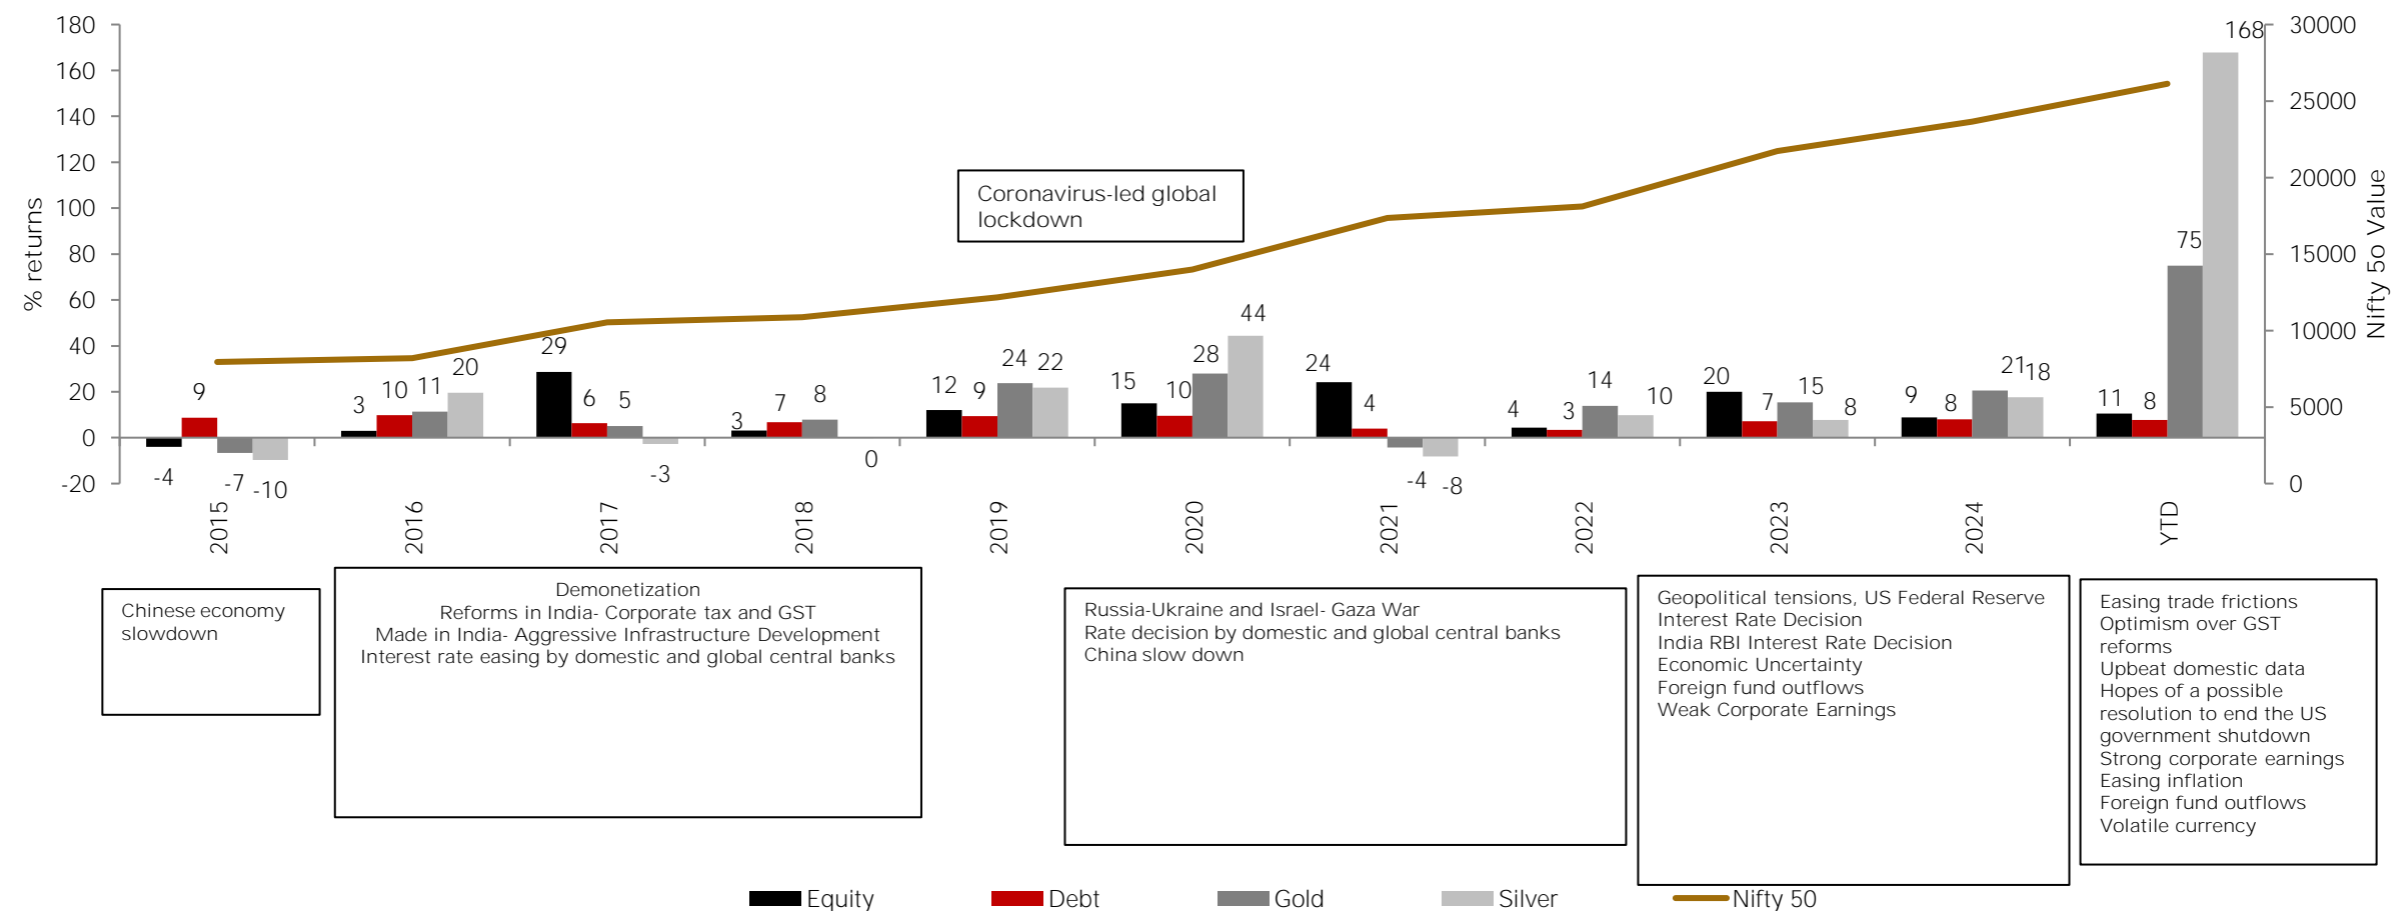 180
160
140
120
100
80
60
40
20
0
-20
% returns
30000
25000
20000
15000
10000
5000
0
Nifty 5o Value
Coronavirus-led global
lockdown
-4
9
-7
-10
3
10
11
20
29
6
5
-3
3
7
8
0
12
9
24
22
15
10
28
44
24
4
-4
-8
4
3
14
10
20
7
15
8
9
8
21
18
11
8
75
168
2015
2016
2017
2018
2019
2020
2021
2022
2023
2024
YTD
Chinese economy
slowdown
Demonetization
Reforms in India- Corporate tax and GST
Made in India- Aggressive Infrastructure Development
Interest rate easing by domestic and global central banks
Russia-Ukraine and Israel- Gaza War
Rate decision by domestic and global central banks
China slow down
Geopolitical tensions, US Federal Reserve
Interest Rate Decision
India RBI Interest Rate Decision
Economic Uncertainty
Foreign fund outflows
Weak Corporate Earnings
Easing trade frictions
Optimism over GST
reforms
Upbeat domestic data
Hopes of a possible
resolution to end the US
government shutdown
Strong corporate earnings
Easing inflation
Foreign fund outflows
Volatile currency
Equity
Debt
Gold
Silver
Nifty 50